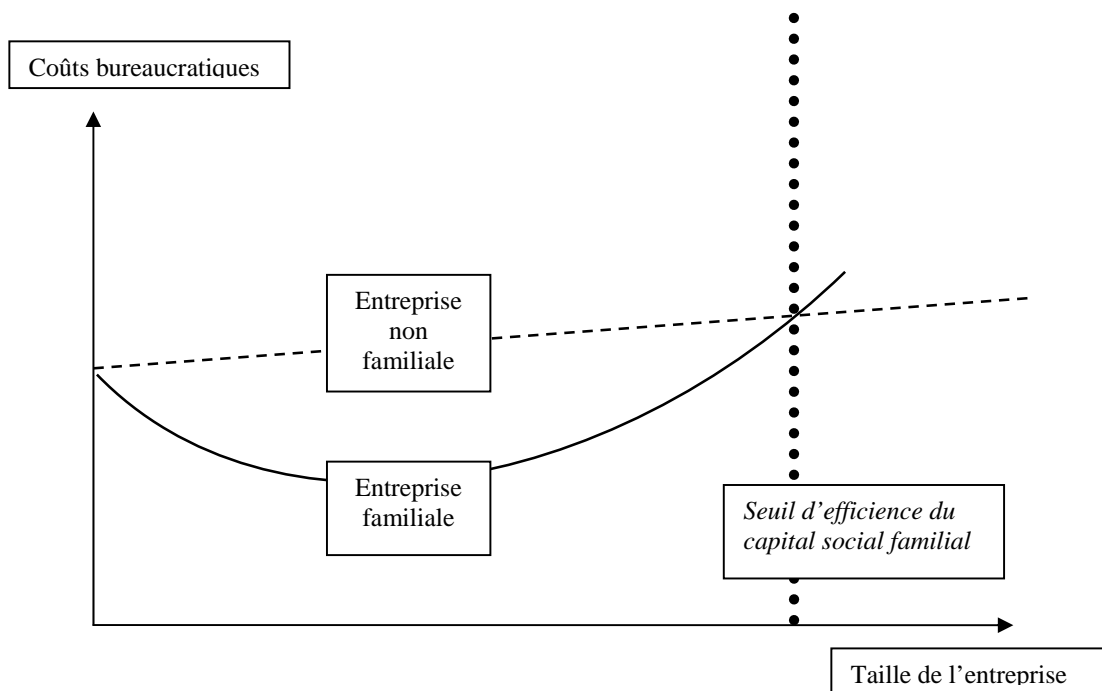 Coûts bureaucratiques
Entreprise
non
familiale
Entreprise
familiale
Seuil d’efficience du
capital social familial
Taille de l’entreprise